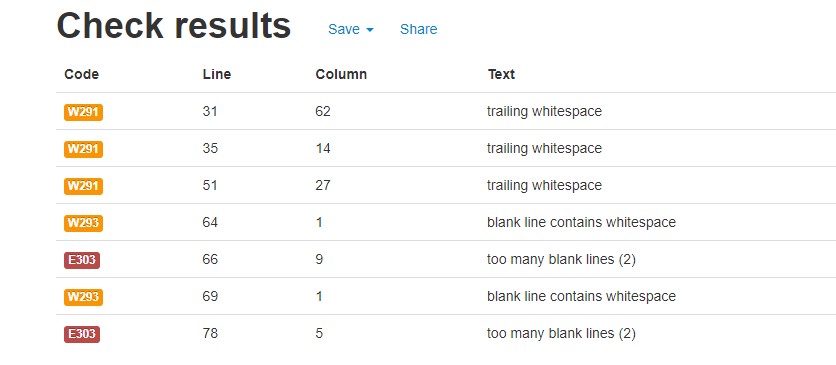 Check results Save Share
Code Line Column Text
W291 31 62 trailing whitespace
W291 35 14 trailing whitespace
W291 51 27 trailing whitespace
W293 64 1 blank line contains whitespace
E303 66 9 too many blank lines (2)
W293 69 1 blank line contains whitespace
E303 78 5 too many blank lines (2)